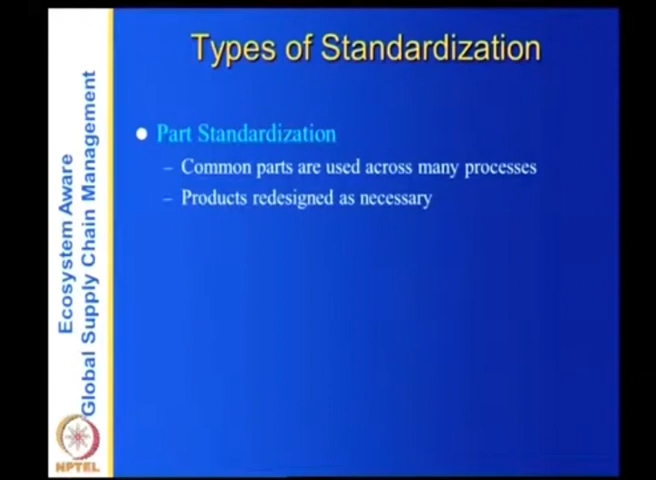 Types of Standardization
Part Standardization
– Common parts are used across many processes
– Products redesigned as necessary
Ecosystem Aware
Global Supply Chain Management
NPTEL